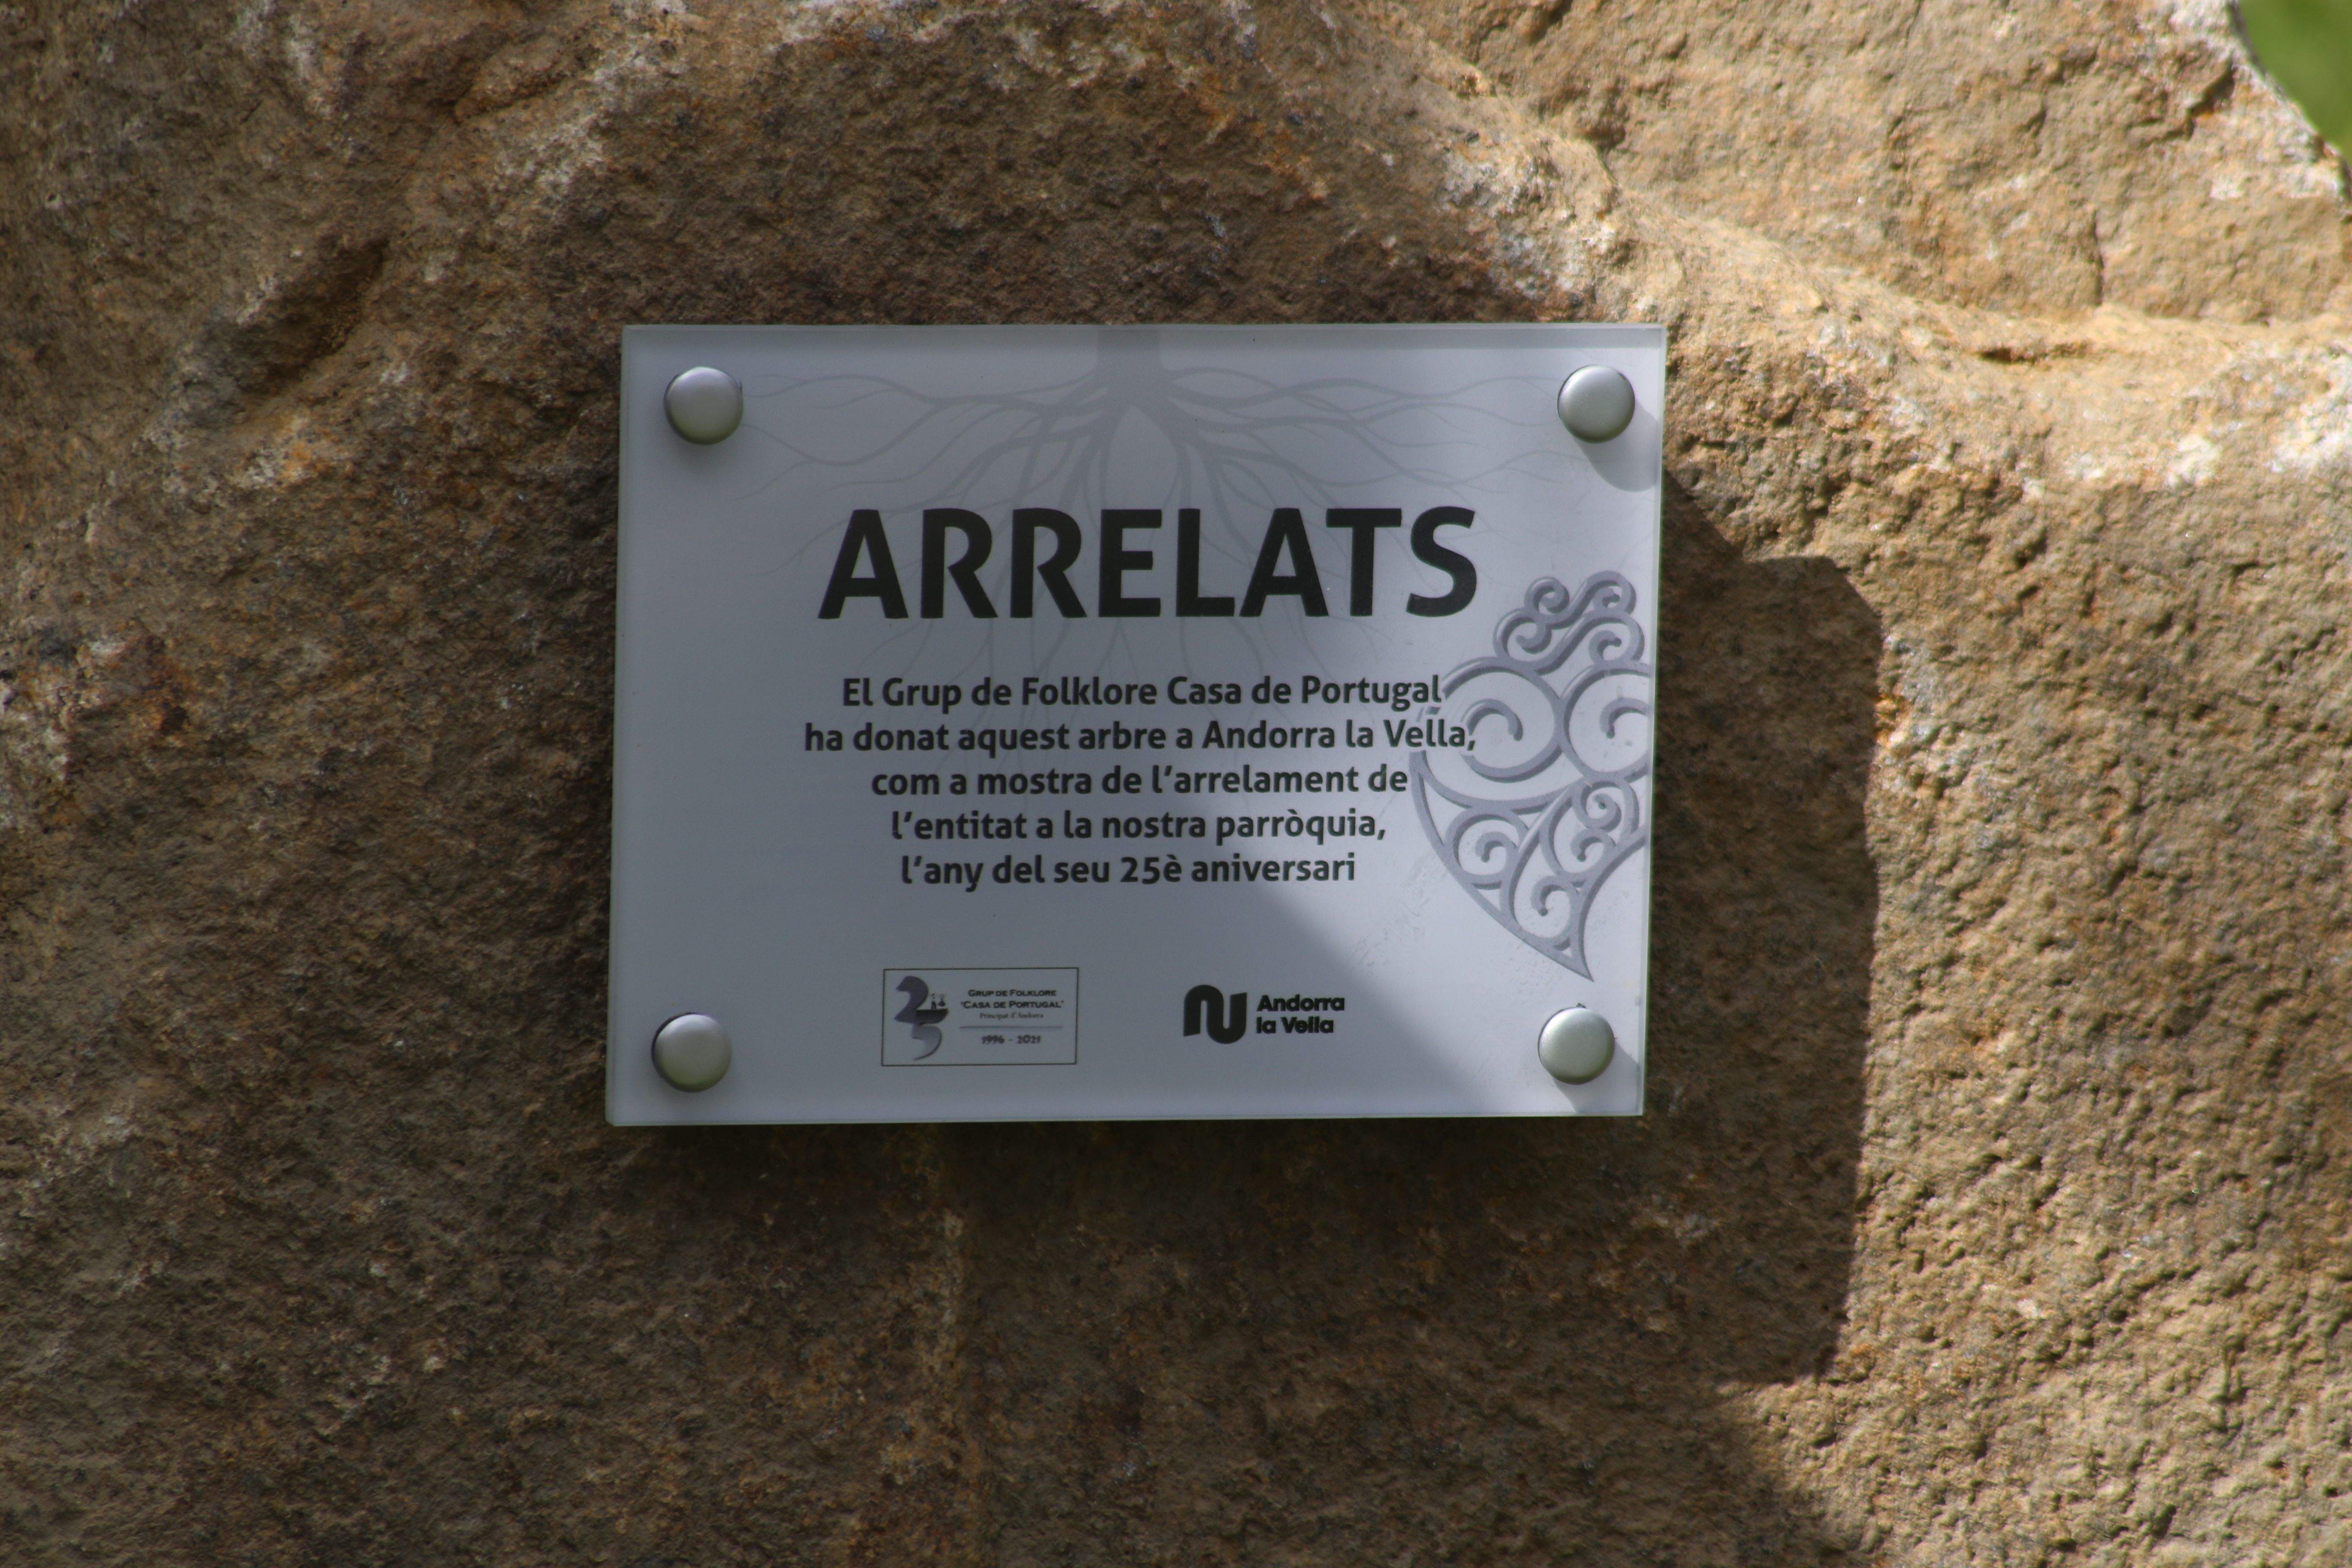 ARRELATS
El Grup de Folklore Casa de Portugal
ha donat aquest arbre a Andorra la Vella,
com a mostra de l'arrelament de
l'entitat a la nostra parròquia,
l'any del seu 25è aniversari
25
GRUP DE FOLKLORE
"CASA DE PORTUGAL"
Principat d'Andorra
1996 - 2021
Andorra
la Vella